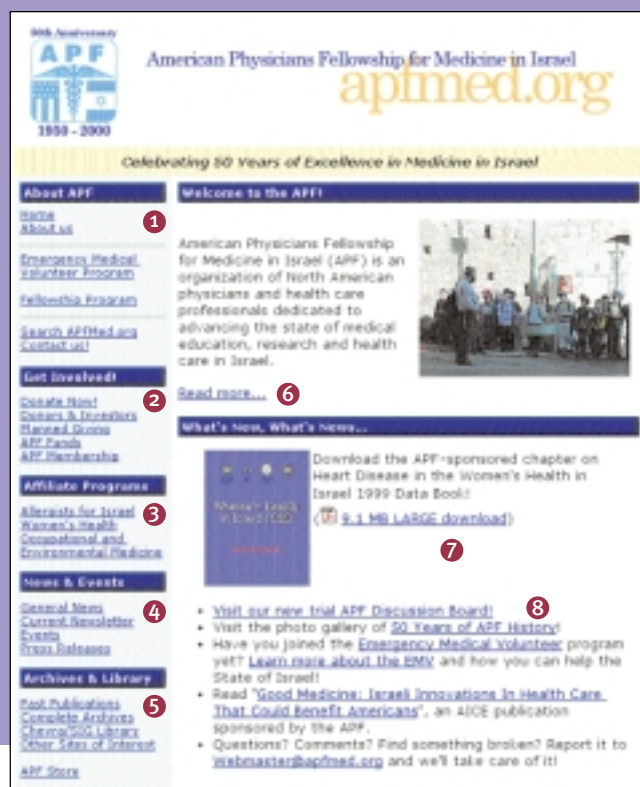 50th Anniversary
APF
1950 - 2000
American Physicians Fellowship for Medicine in Israel
apfmed.org
Celebrating 50 Years of Excellence in Medicine in Israel
About APF
Home
About us
1
Emergency Medical
Volunteer Program
Fellowship Program
Search APFMed.org
Contact us!
Get Involved!
Donate Now!
2
Donors & Investors
Planned Giving
APF Funds
APF Membership
Affiliate Programs
Allergists for Israel
3
Women's Health
Occupational and
Environmental Medicine
News & Events
General News
4
Current Newsletter
Events
Press Releases
Archives & Library
Past Publications
5
Complete Archives
Chevra/SIG Library
Other Sites of Interest
APF Store
Welcome to the APF!
American Physicians Fellowship
for Medicine in Israel (APF) is an
organization of North American
physicians and health care
professionals dedicated to
advancing the state of medical
education, research and health
care in Israel.
Read more... 6
What's New, What's News...
Women's Health
in Israel 1999
Download the APF-sponsored chapter on
Heart Disease in the Women's Health in
Israel 1999 Data Book!
(9.1 MB LARGE download)
7
• Visit our new trial APF Discussion Board! 8
• Visit the photo gallery of 50 Years of APF History!
• Have you joined the Emergency Medical Volunteer program
yet? Learn more about the EMV and how you can help the
State of Israel!
• Read "Good Medicine: Israeli Innovations In Health Care
That Could Benefit Americans", an AICE publication
sponsored by the APF.
• Questions? Comments? Find something broken? Report it to
Webmaster@apfmed.org and we'll take care of it!